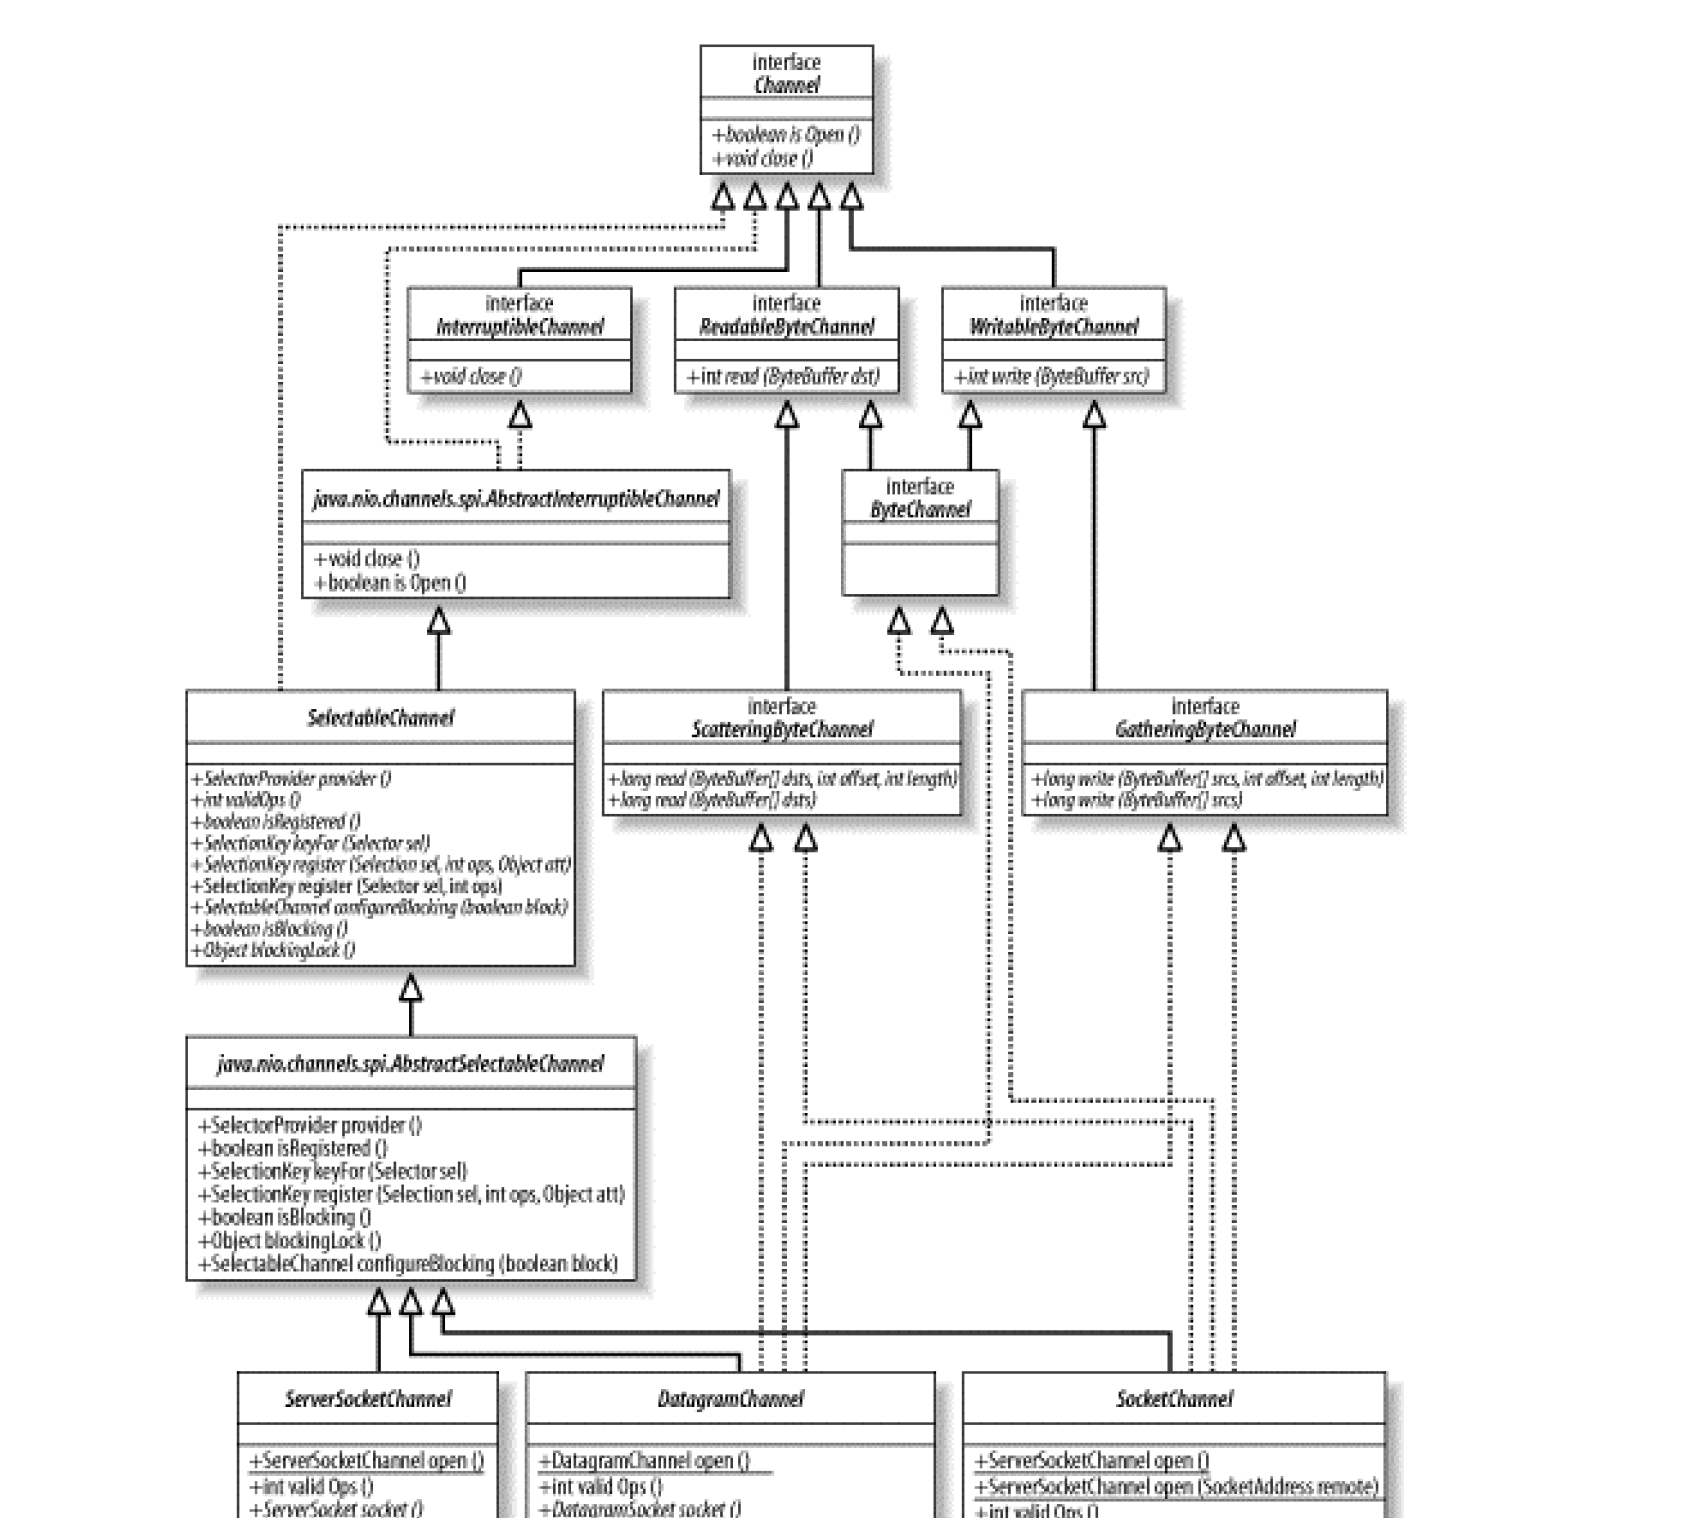 interface
Channel
+boolean is Open ()
+void close ()
interface
InterruptibleChannel
+void close ()
interface
ReadableByteChannel
+int read (ByteBuffer dst)
interface
WritableByteChannel
+int write (ByteBuffer src)
java.nio.channels.spi.AbstractInterruptibleChannel
+void close ()
+boolean is Open ()
interface
ByteChannel
SelectableChannel
+SelectorProvider provider ()
+int validOps ()
+boolean isRegistered ()
+SelectionKey keyFor (Selector sel)
+SelectionKey register (Selection sel, int ops, Object att)
+SelectionKey register (Selector sel, int ops)
+SelectableChannel configureBlocking (boolean block)
+boolean isBlocking ()
+Object blockingLock ()
interface
ScatteringByteChannel
+long read (ByteBuffer[] dsts, int offset, int length)
+long read (ByteBuffer[] dsts)
interface
GatheringByteChannel
+long write (ByteBuffer[] srcs, int offset, int length)
+long write (ByteBuffer[] srcs)
java.nio.channels.spi.AbstractSelectableChannel
+SelectorProvider provider ()
+boolean isRegistered ()
+SelectionKey keyFor (Selector sel)
+SelectionKey register (Selection sel, int ops, Object att)
+boolean isBlocking ()
+Object blockingLock ()
+SelectableChannel configureBlocking (boolean block)
ServerSocketChannel
+ServerSocketChannel open ()
+int valid Ops ()
+ServerSocket socket ()
DatagramChannel
+DatagramChannel open ()
+int valid Ops ()
+DatagramSocket socket ()
SocketChannel
+ServerSocketChannel open ()
+ServerSocketChannel open (SocketAddress remote)
+int valid Ops ()